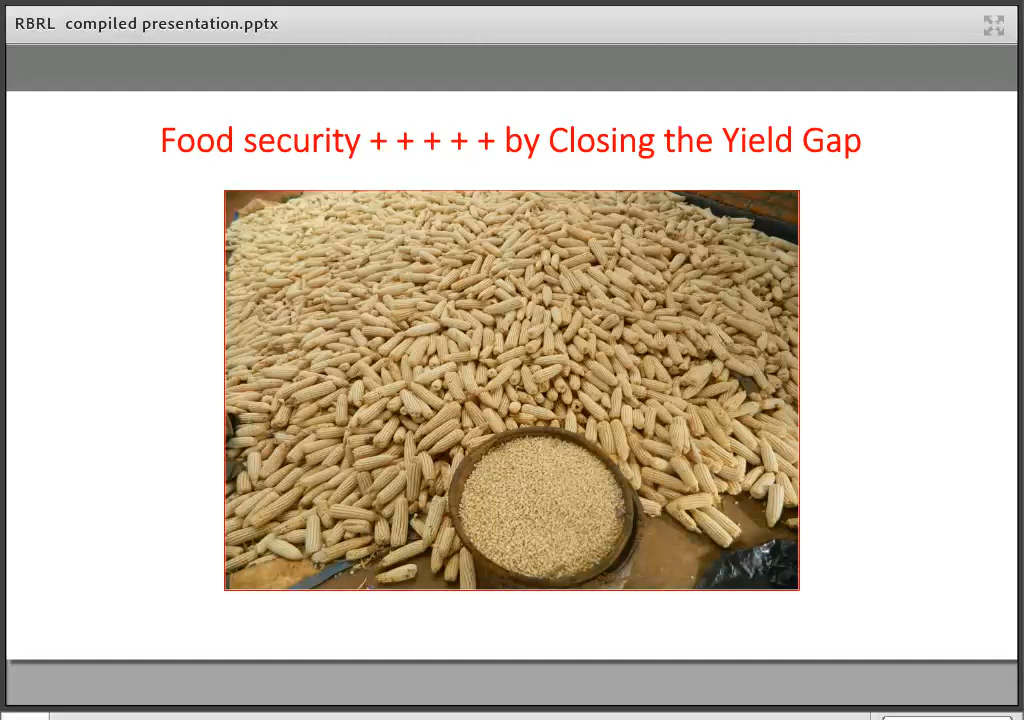 RBRL compiled presentation.pptx
Food security + + + + + by Closing the Yield Gap